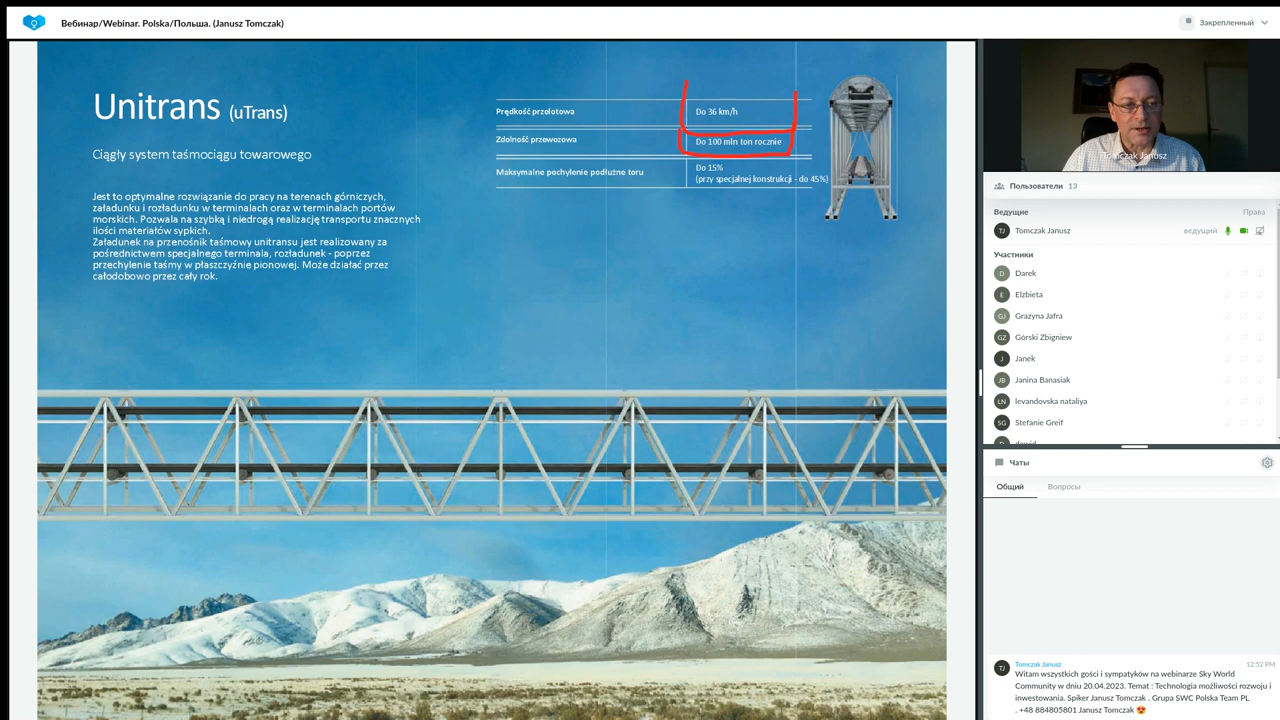 Вебинар/Webinar. Polska/Польша. (Janusz Tomczak)
Закрепленный
Unitrans (uTrans)
Ciągły system taśmociągu towarowego
Jest to optymalne rozwiązanie do pracy na terenach górniczych,
załadunku i rozładunku w terminalach oraz w terminalach portów
morskich. Pozwala na szybką i niedrogą realizację transportu znacznych
ilości materiałów sypkich.
Załadunek na przenośnik taśmowy unitransu jest realizowany za
pośrednictwem specjalnego terminala, rozładunek - poprzez
przechylenie taśmy w płaszczyźnie pionowej. Może działać przez
całodobowo przez cały rok.
Prędkość przelotowa
Do 36 km/h
Zdolność przewozowa
Do 100 mln ton rocznie
Maksymalne pochylenie podłużne toru
Do 15%
(przy specjalnej konstrukcji - do 45%)
Tomczak Janusz
Пользователи 13
Ведущие Права
TJ Tomczak Janusz ведущий
Участники
D Darek
E Elzbieta
GJ Grazyna Jafra
GZ Górski Zbigniew
J Janek
JB Janina Banasiak
LN levandovska nataliya
SG Stefanie Greif
Чаты
Общий Вопросы
TJ Tomczak Janusz 12:52 PM
Witam wszystkich gości i sympatyków na webinarze Sky World
Community w dniu 20.04.2023. Temat : Technologia możliwości rozwoju i
inwestowania. Spiker Janusz Tomczak . Grupa SWC Polska Team PL
. +48 884805801 Janusz Tomczak 😍